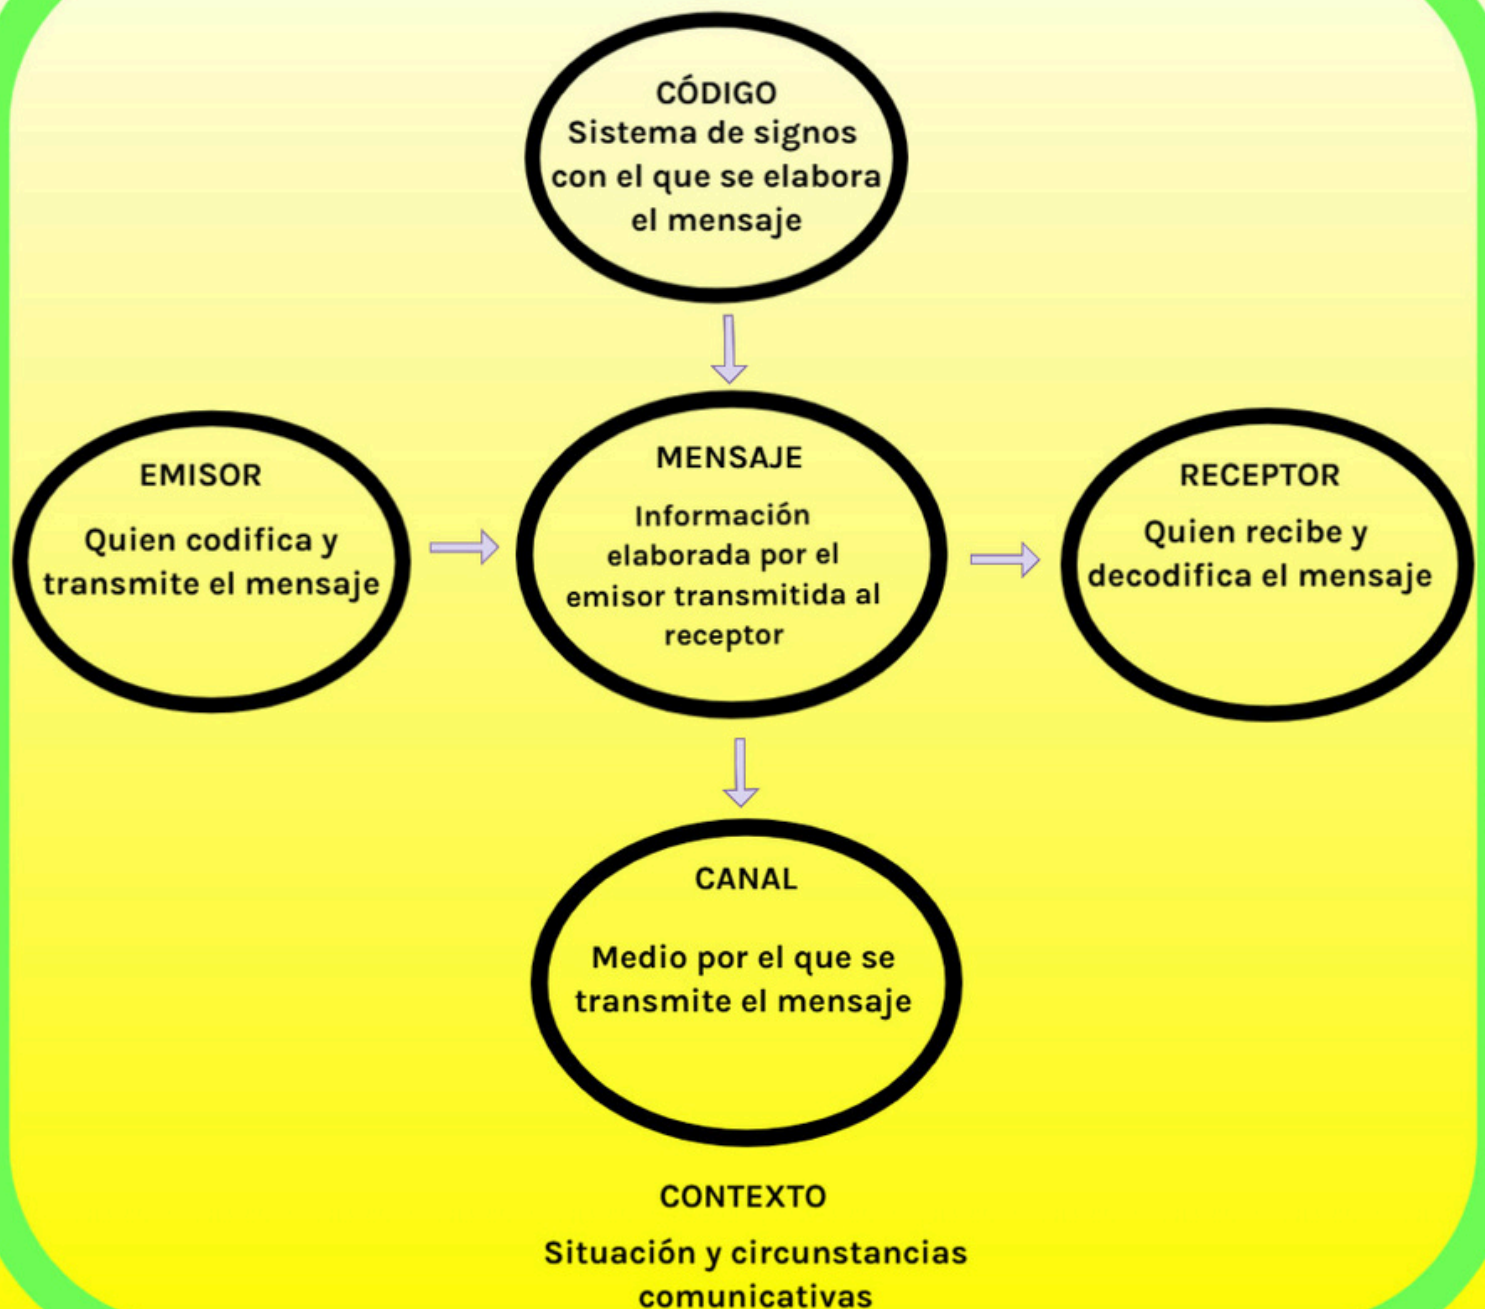 CÓDIGO
Sistema de signos
con el que se elabora
el mensaje
EMISOR
Quien codifica y
transmite el mensaje
MENSAJE
Información
elaborada por el
emisor transmitida al
receptor
RECEPTOR
Quien recibe y
decodifica el mensaje
CANAL
Medio por el que se
transmite el mensaje
CONTEXTO
Situación y circunstancias
comunicativas